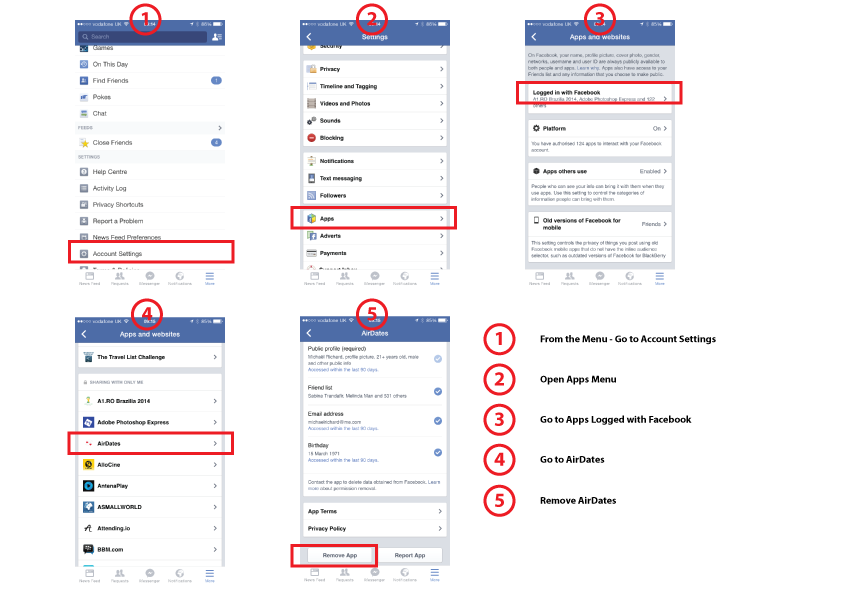 1
vodafone UK
85%
Search
Games
On This Day
Find Friends
1
Pokes
Chat
FEEDS
Close Friends
4
SETTINGS
Help Centre
Activity Log
Privacy Shortcuts
Report a Problem
News Feed Preferences
Account Settings
News Feed Requests Messenger Notifications More
2
vodafone UK
85%
Settings
Security
Privacy
Timeline and Tagging
Videos and Photos
Sounds
Blocking
Notifications
Text messaging
Followers
Apps
Adverts
Payments
News Feed Requests Messenger Notifications More
3
vodafone UK
85%
Apps and websites
On Facebook, your name, profile picture, cover photo, gender,
networks, username and user ID are always publicly available to
both people and apps. Learn why. Apps also have access to your
Friends list and any information that you choose to make public.
Logged in with Facebook
A1.RO Brazilia 2014, Adobe Photoshop Express and 122
others
Platform On
You have authorised 124 apps to interact with your Facebook
account.
Apps others use Enabled
People who can see your info can bring it with them when they
use apps. Use this setting to control the categories of
information people can bring with them.
Old versions of Facebook for
mobile
Friends
This setting controls the privacy of things you post using old
Facebook mobile apps that do not have the inline audience
selector, such as outdated versions of Facebook for BlackBerry
News Feed Requests Messenger Notifications More
4
vodafone UK
85%
Apps and websites
The Travel List Challenge
SHARING WITH ONLY ME
A1.RO Brazilia 2014
Adobe Photoshop Express
AirDates
AlloCine
AntenaPlay
ASMALLWORLD
Attending.io
BBM.com
News Feed Requests Messenger Notifications More
5
vodafone UK
85%
AirDates
Public profile (required)
Michaël Richard, profile picture, 21+ years old, male
and other public info
Accessed within the last 90 days.
Friend list
Sabine Trandafir, Melinda Man and 531 others
Email address
Accessed within the last 90 days.
Birthday
15 March 1971
Accessed within the last 90 days.
Contact the app to delete data obtained from Facebook. Learn
more about permission removal.
App Terms
Privacy Policy
Remove App Report App
News Feed Requests Messenger Notifications More
1 From the Menu - Go to Account Settings
2 Open Apps Menu
3 Go to Apps Logged with Facebook
4 Go to AirDates
5 Remove AirDates